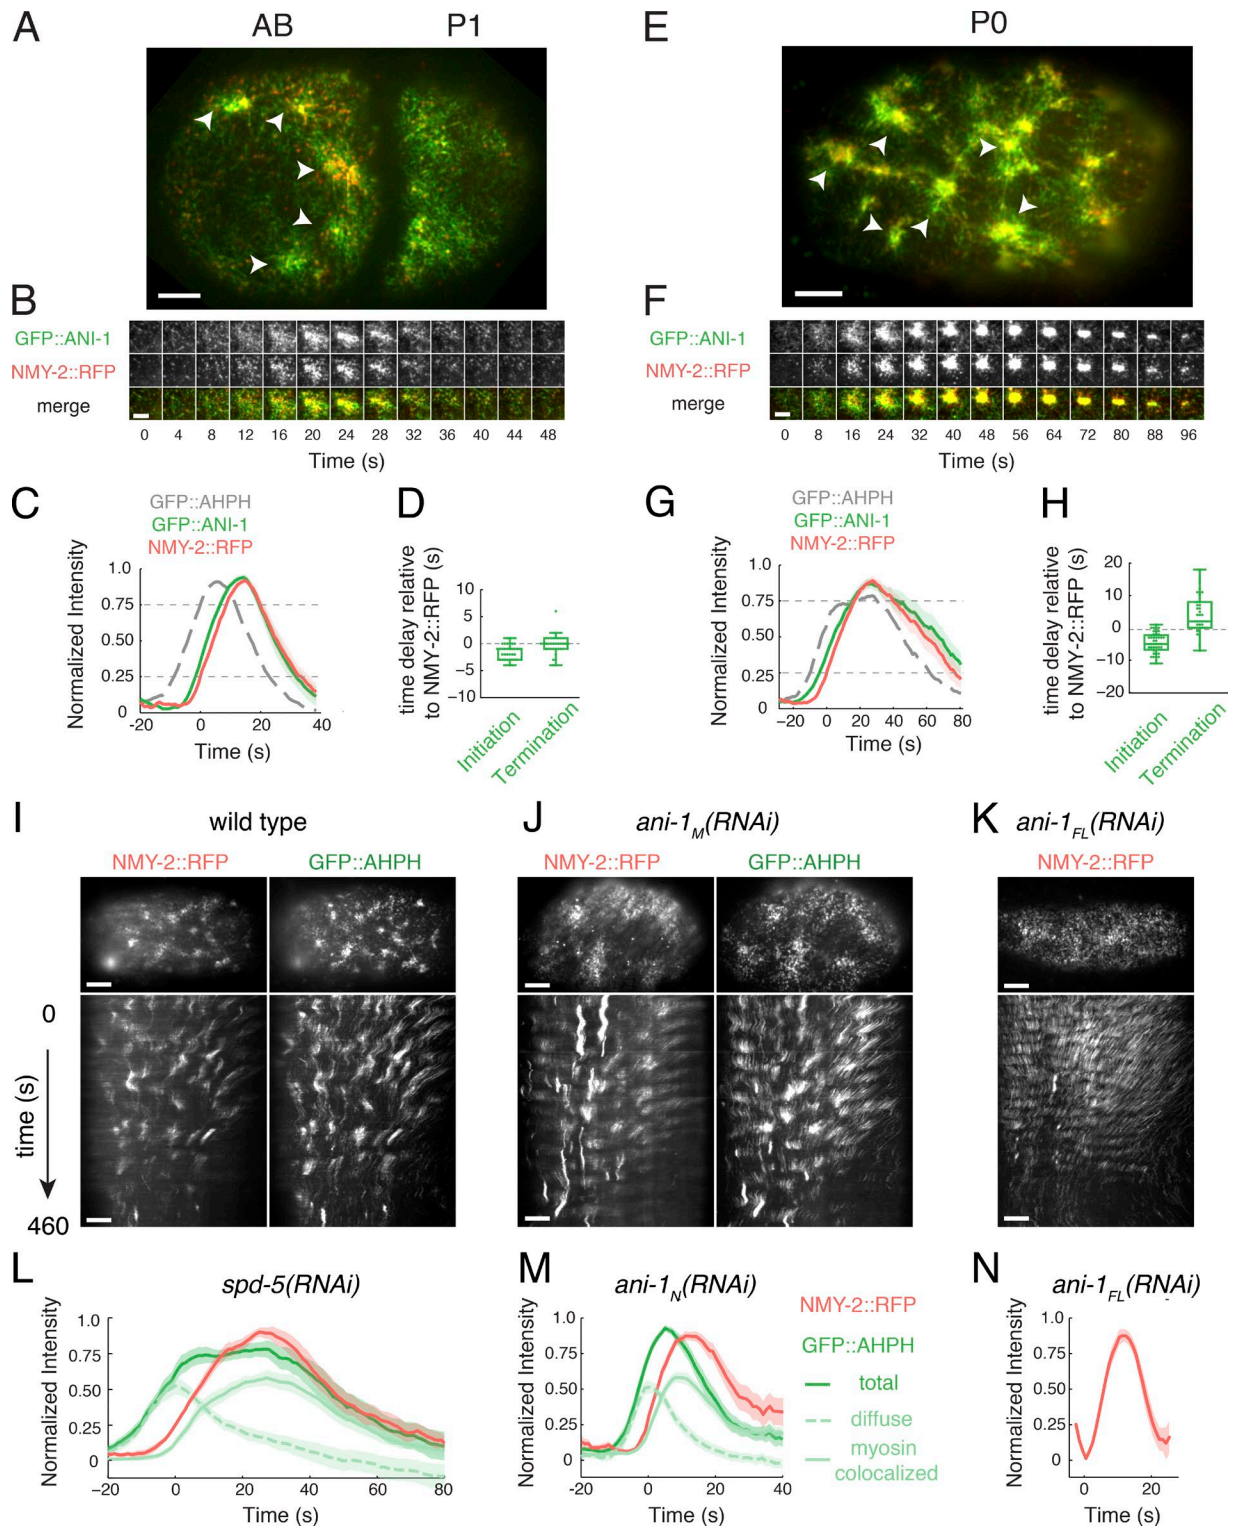 A
AB
P1
E
P0
B
GFP::ANI-1
NMY-2::RFP
merge
0 4 8 12 16 20 24 28 32 36 40 44 48
Time (s)
F
GFP::ANI-1
NMY-2::RFP
merge
0 8 16 24 32 40 48 56 64 72 80 88 96
Time (s)
C
GFP::AHPH
GFP::ANI-1
NMY-2::RFP
Normalized Intensity
1.0
0.75
0.50
0.25
0
−20 0 20 40
Time (s)
D
time delay relative
to NMY-2::RFP (s)
10
5
0
−5
−10
Initiation
Termination
G
GFP::AHPH
GFP::ANI-1
NMY-2::RFP
Normalized Intensity
1.0
0.75
0.50
0.25
0
−20 0 20 40 60 80
Time (s)
H
time delay relative
to NMY-2::RFP (s)
20
10
0
−10
−20
Initiation
Termination
I
wild type
NMY-2::RFP
GFP::AHPH
0
time (s)
460
J
ani-1M(RNAi)
NMY-2::RFP
GFP::AHPH
K
ani-1FL(RNAi)
NMY-2::RFP
L
spd-5(RNAi)
Normalized Intensity
1.0
0.75
0.50
0.25
0
−20 0 20 40 60 80
Time (s)
M
ani-1N(RNAi)
Normalized Intensity
1.0
0.75
0.50
0.25
0
-20 0 20 40
Time (s)
NMY-2::RFP
GFP::AHPH
total
diffuse
myosin
colocalized
N
ani-1FL(RNAi)
Normalized Intensity
1.0
0.75
0.50
0.25
0
0 20
Time (s)